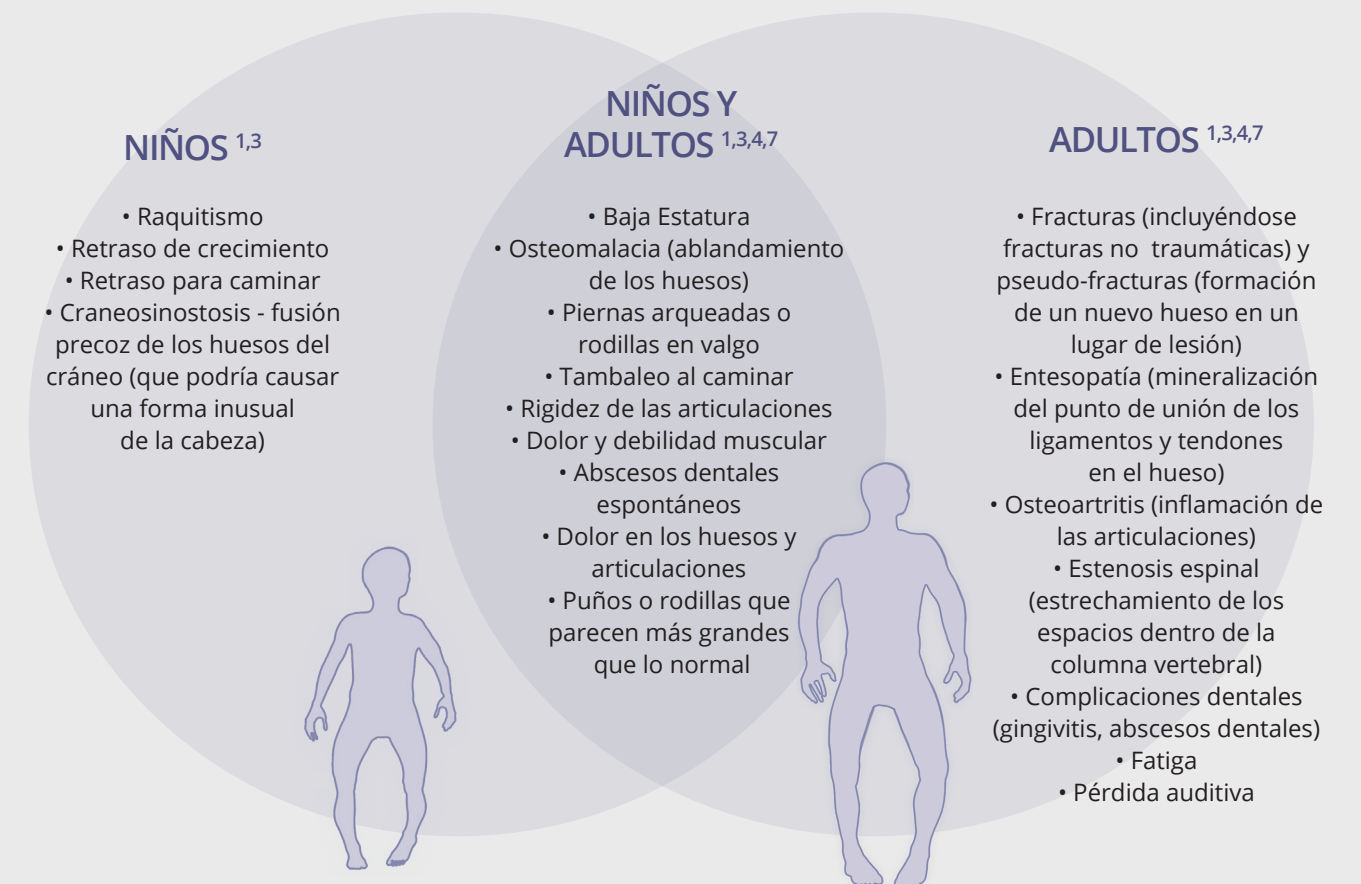 NIÑOS 1,3
• Raquitismo
• Retraso de crecimiento
• Retraso para caminar
• Craneosinostosis - fusión
precoz de los huesos del
cráneo (que podría causar
una forma inusual
de la cabeza)
NIÑOS Y
ADULTOS 1,3,4,7
• Baja Estatura
• Osteomalacia (ablandamiento
de los huesos)
• Piernas arqueadas o
rodillas en valgo
• Tambaleo al caminar
• Rigidez de las articulaciones
• Dolor y debilidad muscular
• Abscesos dentales
espontáneos
• Dolor en los huesos y
articulaciones
• Puños o rodillas que
parecen más grandes
que lo normal
ADULTOS 1,3,4,7
• Fracturas (incluyéndose
fracturas no traumáticas) y
pseudo-fracturas (formación
de un nuevo hueso en un
lugar de lesión)
• Entesopatía (mineralización
del punto de unión de los
ligamentos y tendones
en el hueso)
• Osteoartritis (inflamación de
las articulaciones)
• Estenosis espinal
(estrechamiento de los
espacios dentro de la
columna vertebral)
• Complicaciones dentales
(gingivitis, abscesos dentales)
• Fatiga
• Pérdida auditiva